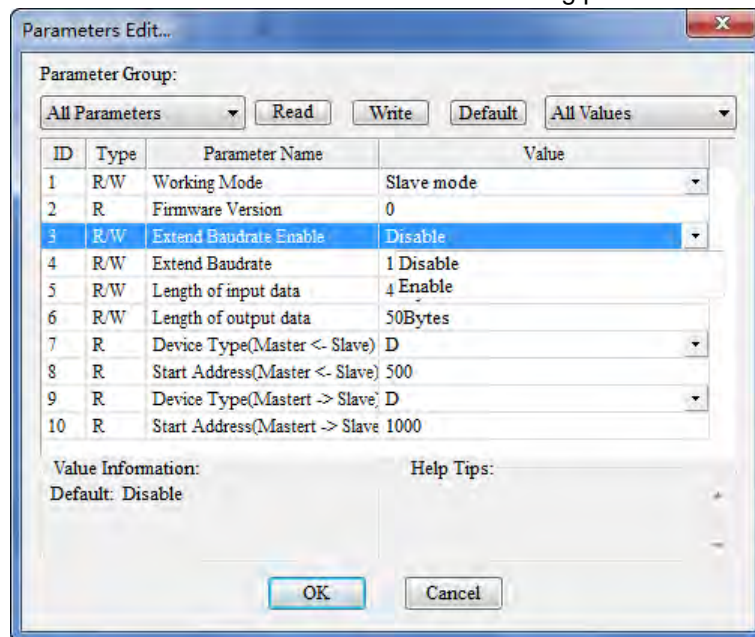 Parameters Edit...
Parameter Group:
All Parameters Read Write Default All Values
ID Type Parameter Name Value
1 R/W Working Mode Slave mode
2 R Firmware Version 0
3 R/W Extend Baudrate Enable Disable
4 R/W Extend Baudrate 1 Disable
5 R/W Length of input data 4 Enable
6 R/W Length of output data 50Bytes
7 R Device Type(Master <- Slave) D
8 R Start Address(Master <- Slave) 500
9 R Device Type(Mastert -> Slave) D
10 R Start Address(Mastert -> Slave 1000
Value Information: Help Tips:
Default: Disable
OK Cancel